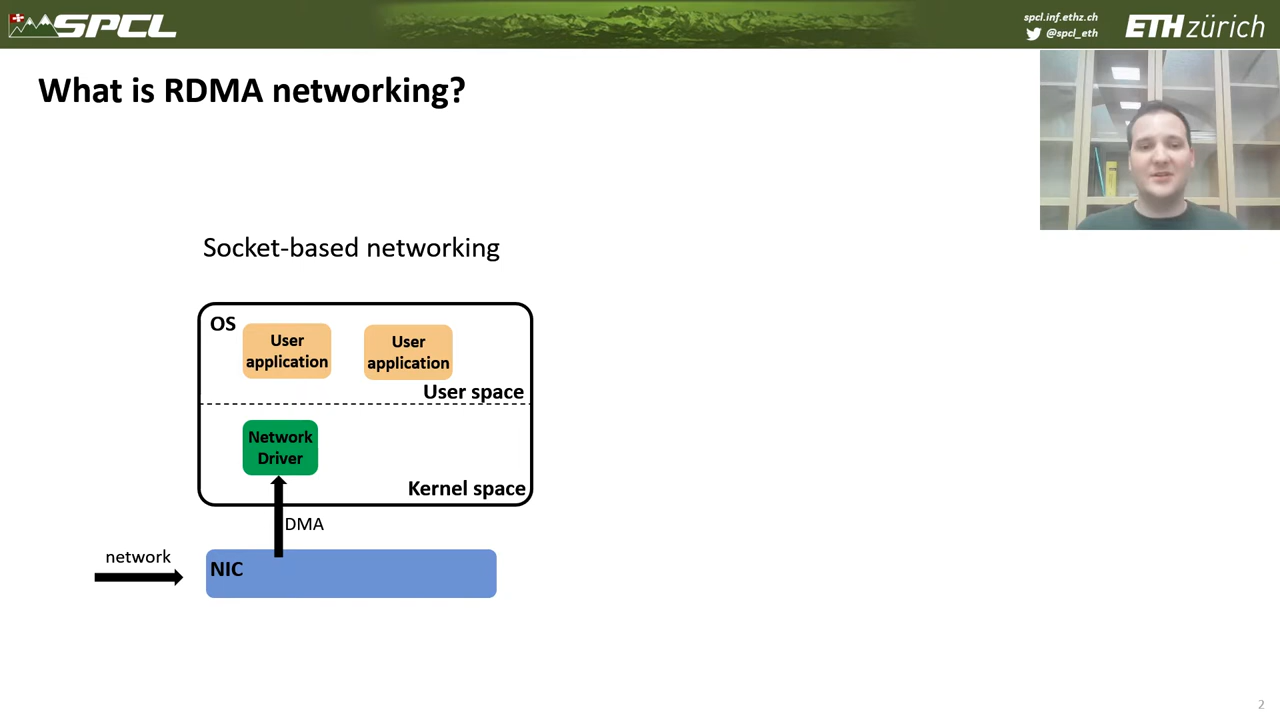 SPCL
spcl.inf.ethz.ch
@spcl_eth
ETH zürich
What is RDMA networking?
Socket-based networking
OS
User
application
User
application
User space
Network
Driver
Kernel space
DMA
network
NIC
2